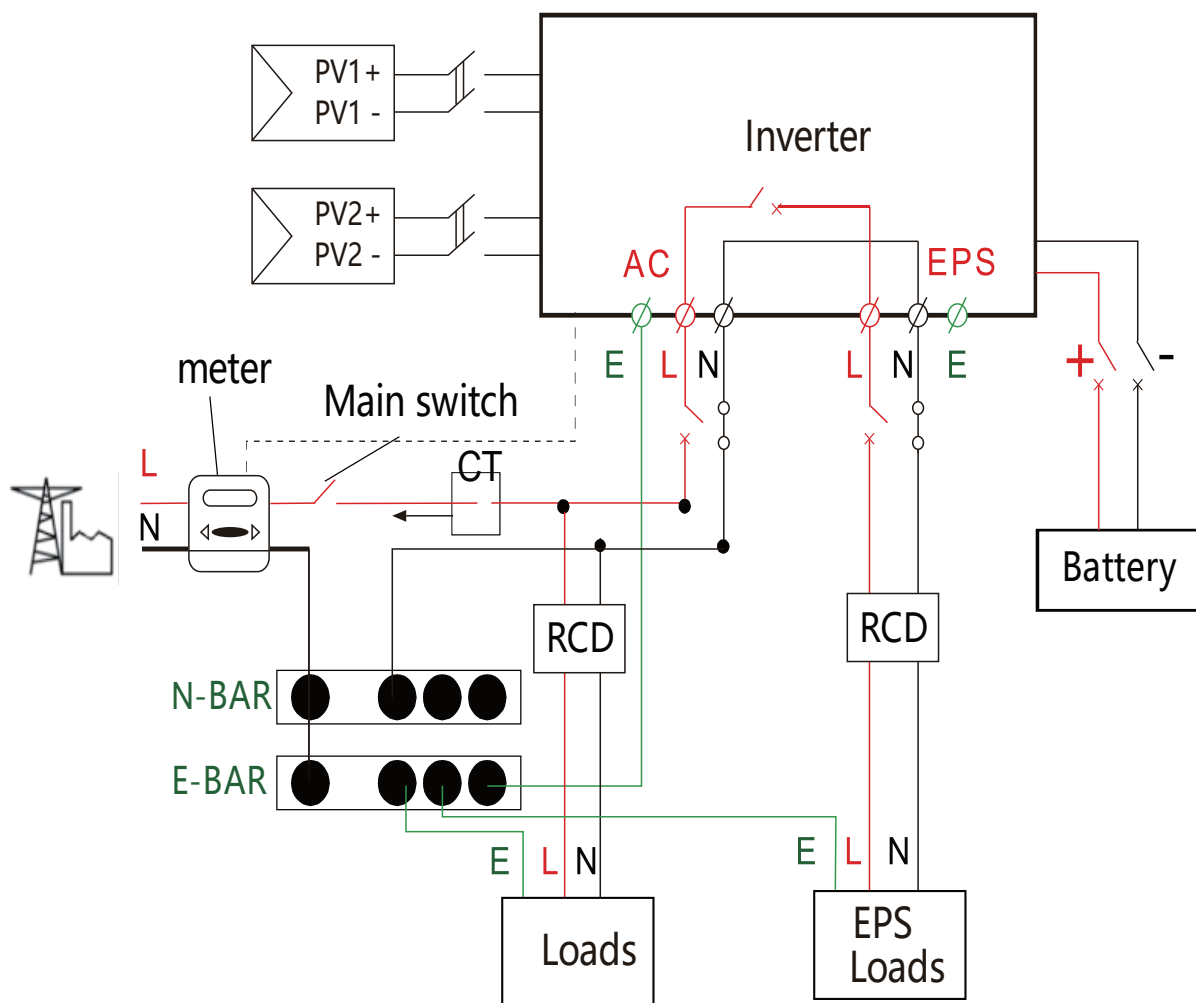 PV1+
PV1 -
Inverter
PV2+
PV2 -
AC
EPS
E
L
N
L
N
E
+
-
meter
Main switch
CT
L
N
Battery
RCD
RCD
N-BAR
E-BAR
E
L
N
E
L
N
Loads
EPS
Loads